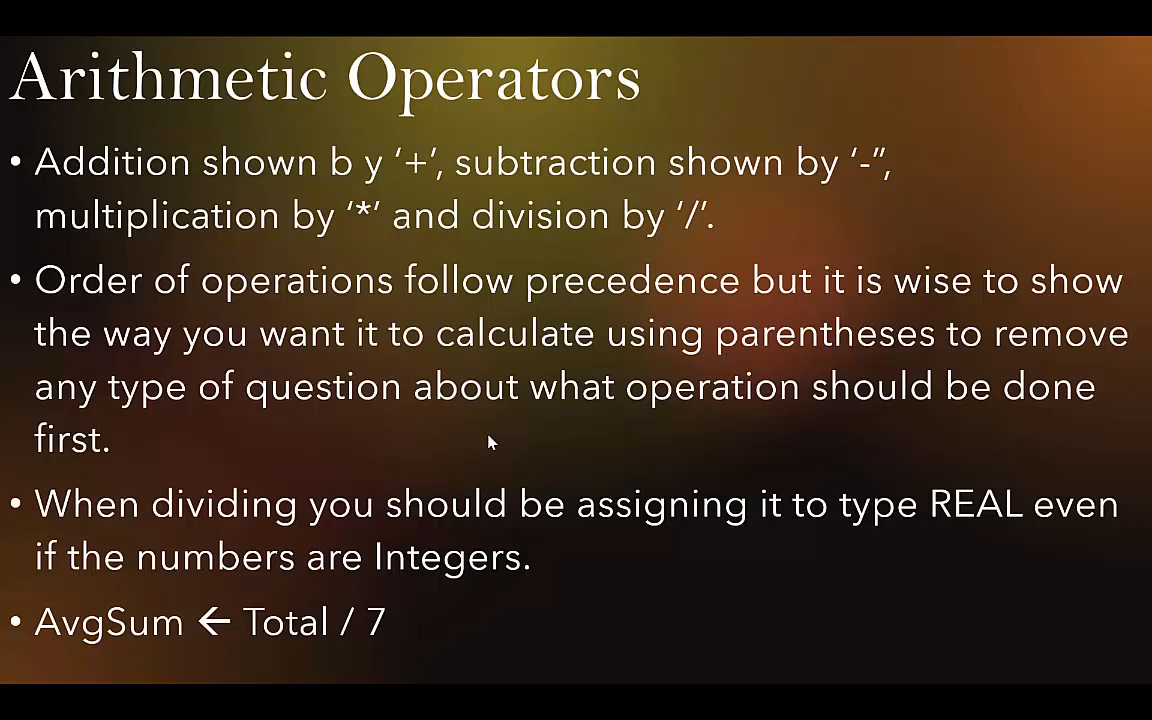 Arithmetic Operators
• Addition shown b y ‘+’, subtraction shown by ‘-”,
multiplication by ‘*’ and division by ‘/’.
• Order of operations follow precedence but it is wise to show
the way you want it to calculate using parentheses to remove
any type of question about what operation should be done
first.
• When dividing you should be assigning it to type REAL even
if the numbers are Integers.
• AvgSum ← Total / 7